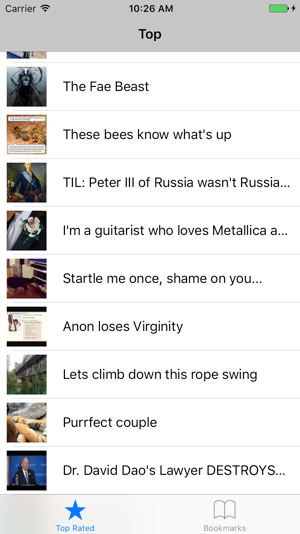 Carrier 10:26 AM
Top
The Fae Beast
These bees know what's up
TIL: Peter III of Russia wasn't Russia...
I'm a guitarist who loves Metallica a...
Startle me once, shame on you...
Anon loses Virginity
Lets climb down this rope swing
Purrfect couple
Dr. David Dao's Lawyer DESTROYS...
Top Rated Bookmarks